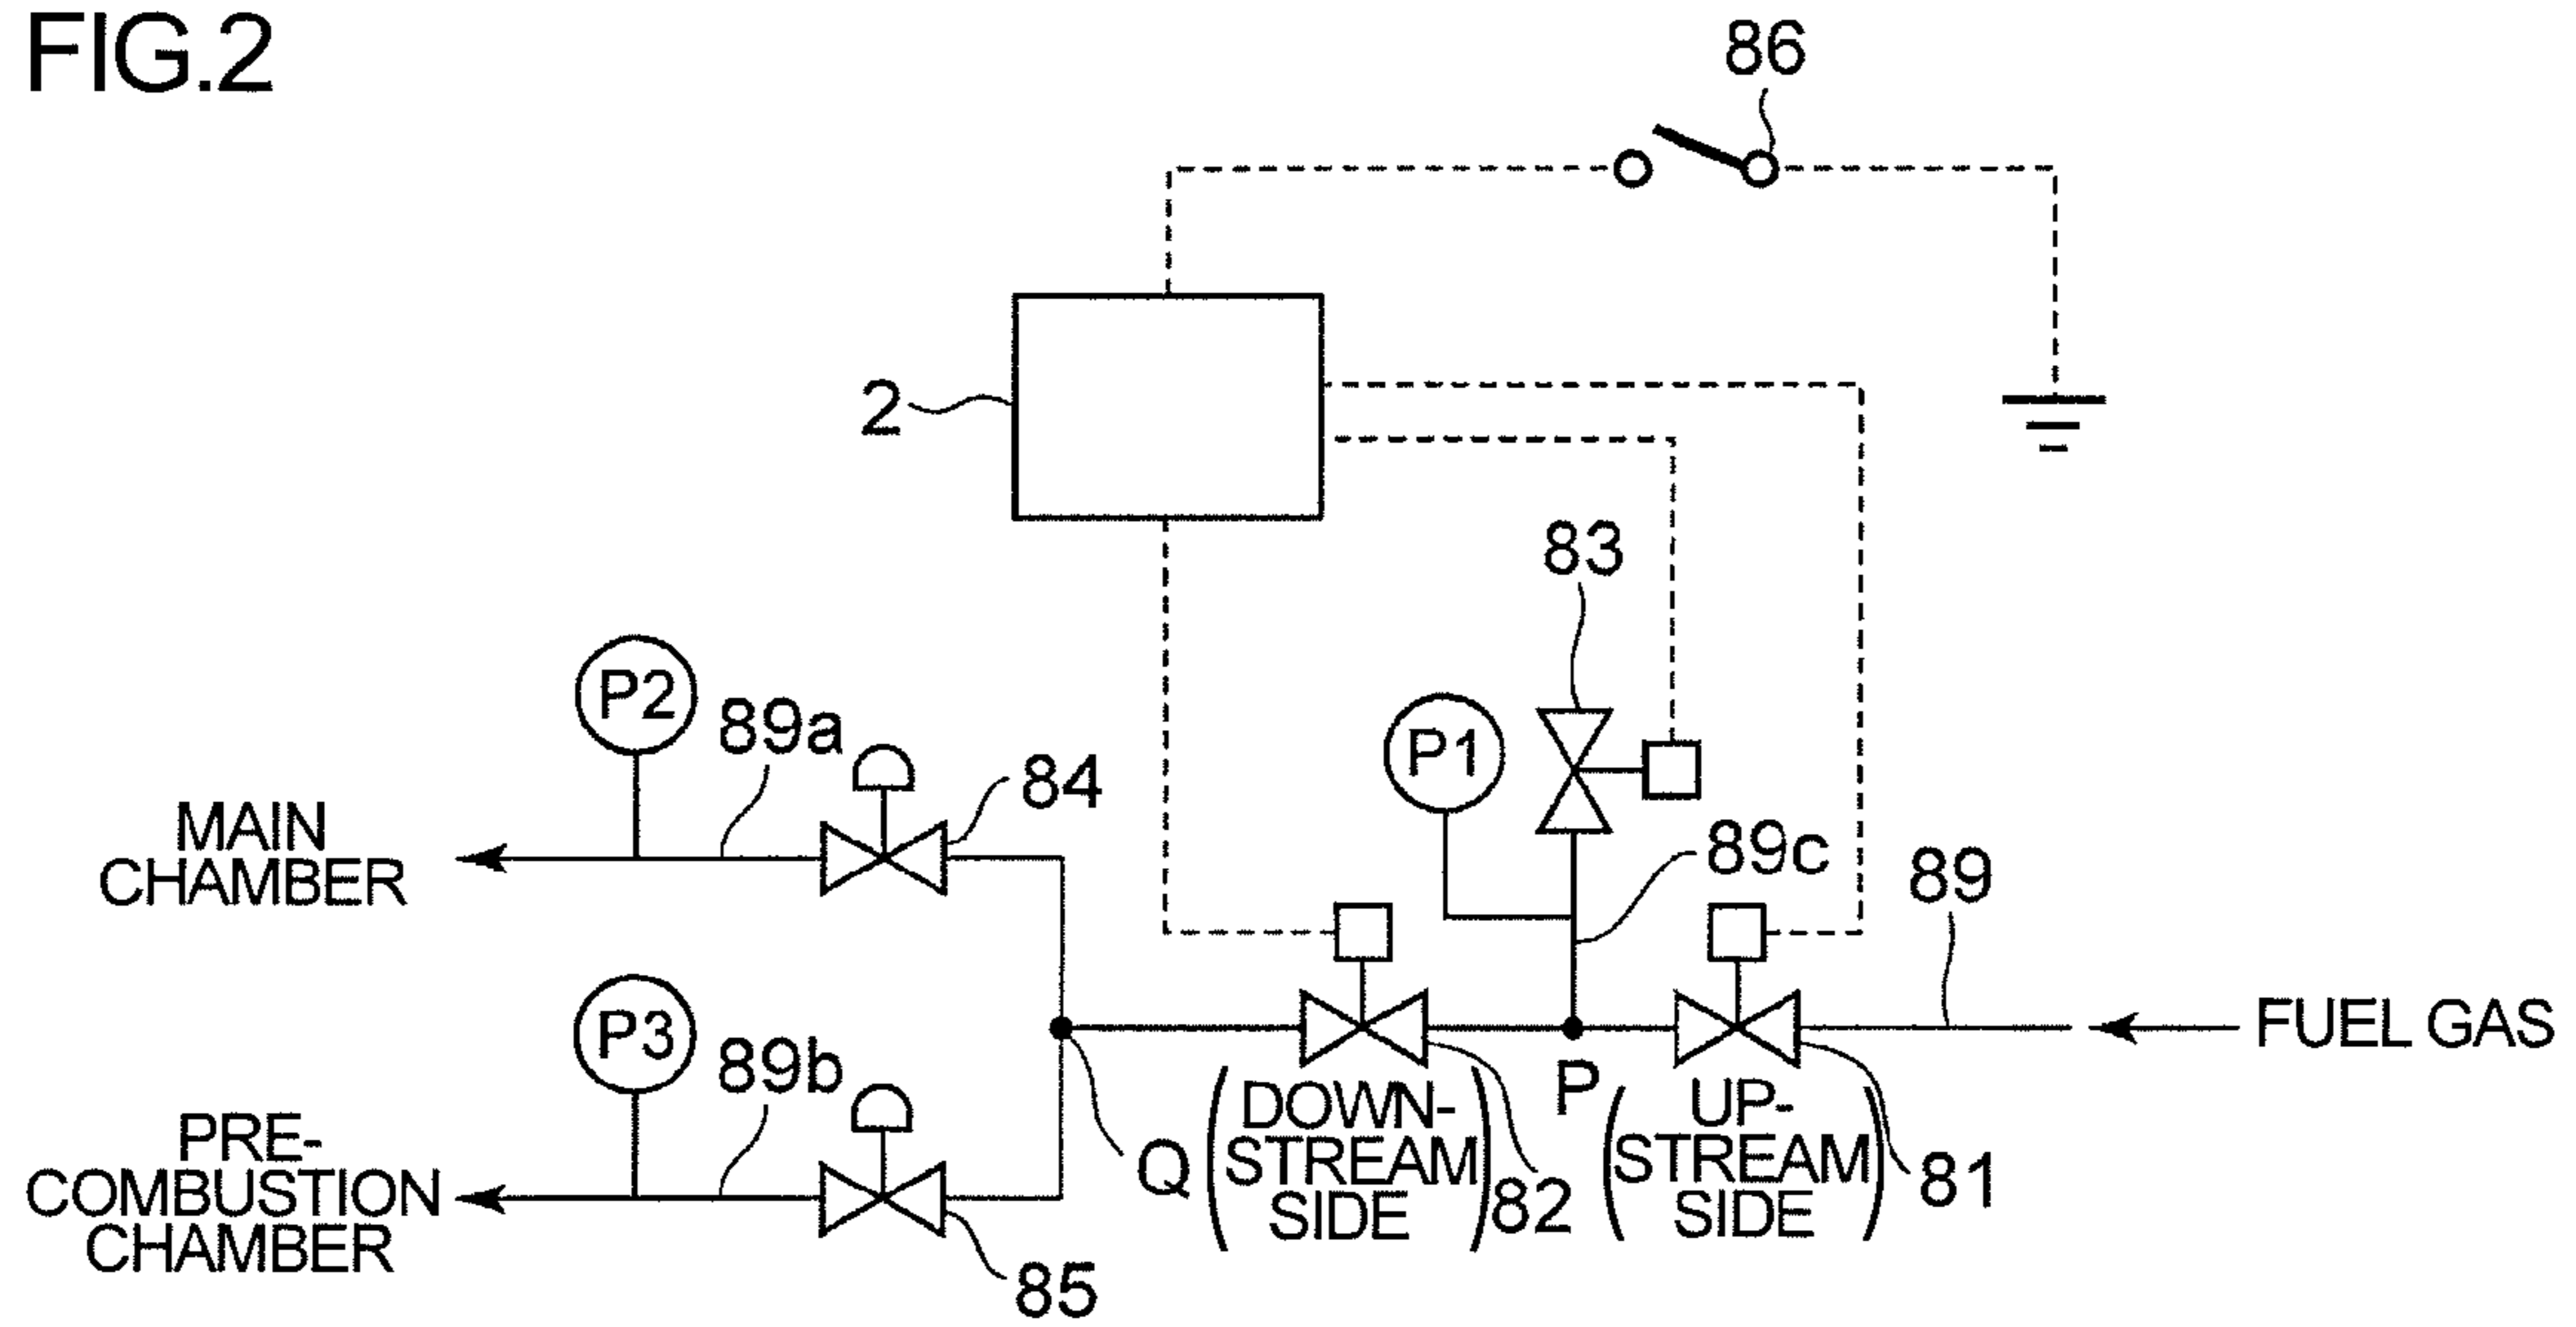 FIG.2
86
2
83
P2
89a
84
P1
MAIN
CHAMBER
89c
89
P3
89b
FUEL GAS
PRE-
COMBUSTION
CHAMBER
85
Q
(DOWN-
STREAM
SIDE)
82
P
(UP-
STREAM
SIDE)
81